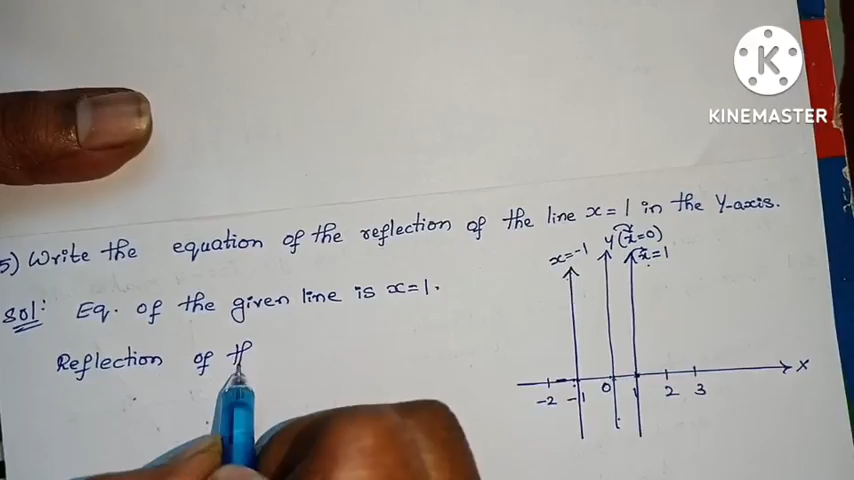 KINEMASTER
5) Write the equation of the reflection of the line x = 1 in the Y-axis.
Sol: Eq. of the given line is x=1.
Reflection of th
x=-1 y(x=0) x=1
-2 -1 0 1 2 3 X